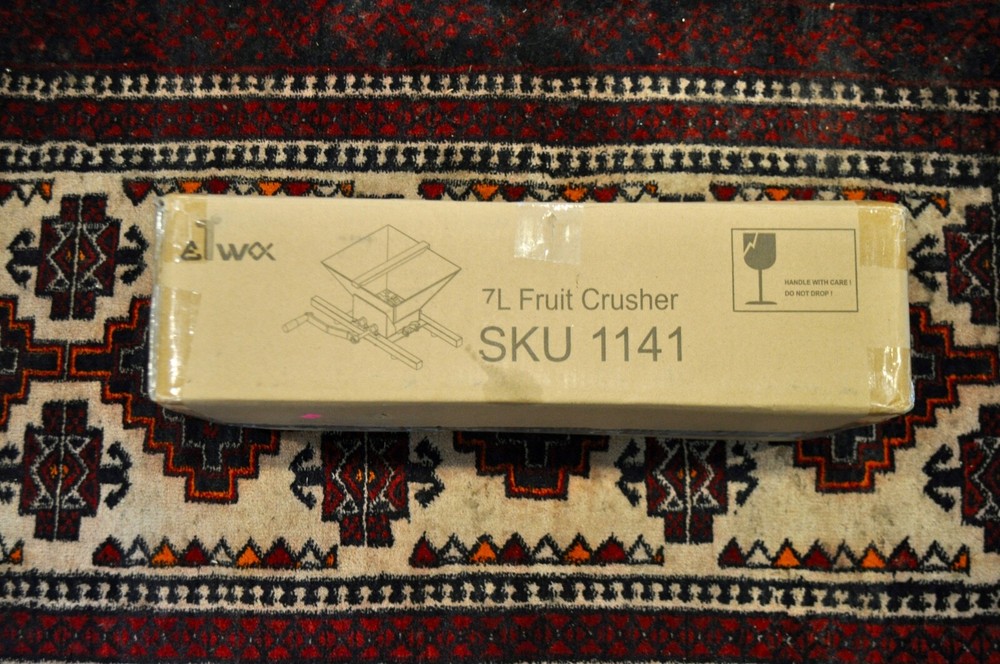 7L Fruit Crusher
SKU 1141
HANDLE WITH CARE !
DO NOT DROP !